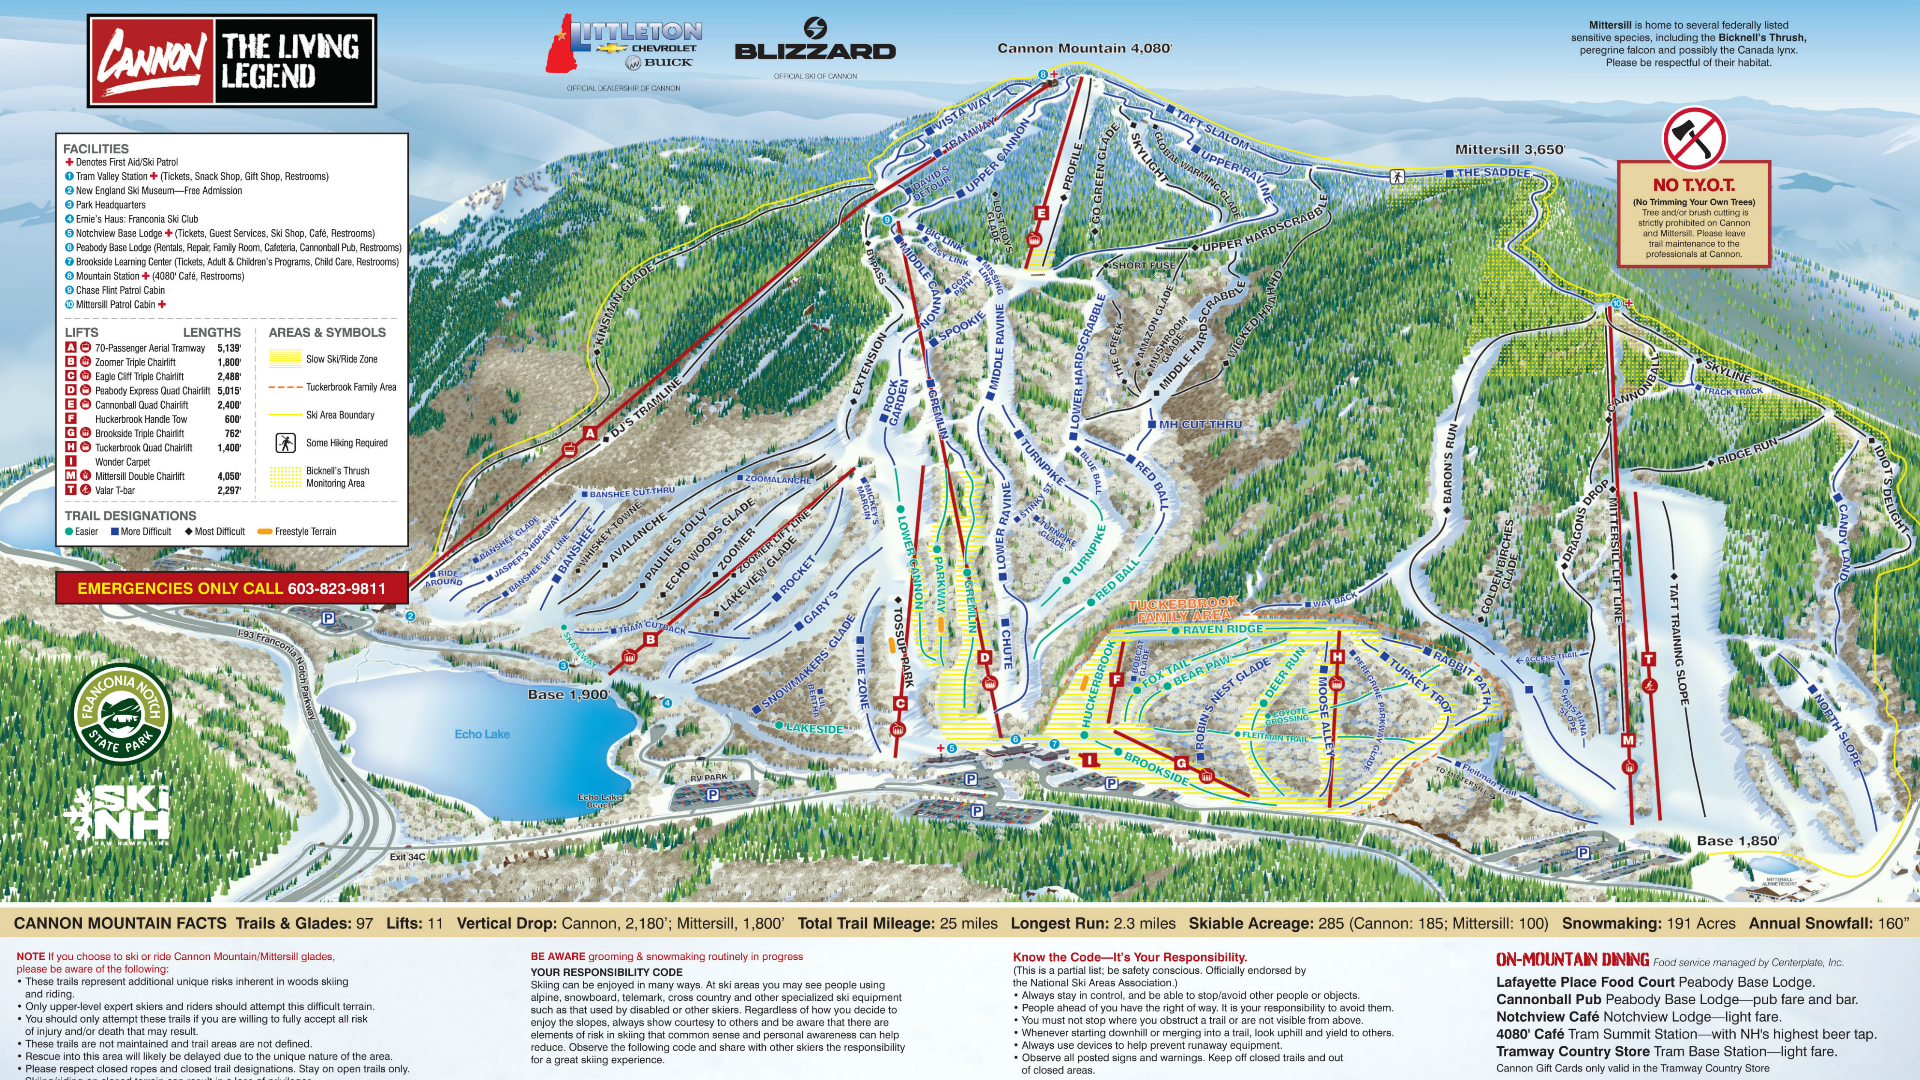 CANNON
THE LIVING
LEGEND
LITTLETON
CHEVROLET
BUICK
OFFICIAL DEALERSHIP OF CANNON
BLIZZARD
OFFICIAL SKI OF CANNON
Cannon Mountain 4,080'
Mittersill is home to several federally listed
sensitive species, including the Bicknell's Thrush,
peregrine falcon and possibly the Canada lynx.
Please be respectful of their habitat.
Mittersill 3,650'
NO T.Y.O.T.
(No Trimming Your Own Trees)
Tree and/or brush cutting is
strictly prohibited on Cannon
and Mittersill. Please leave
trail maintenance to the
professionals at Cannon.
FACILITIES
Denotes First Aid/Ski Patrol
1 Tram Valley Station (Tickets, Snack Shop, Gift Shop, Restrooms)
2 New England Ski Museum—Free Admission
3 Park Headquarters
4 Ernie's Haus: Franconia Ski Club
5 Notchview Base Lodge (Tickets, Guest Services, Ski Shop, Café, Restrooms)
6 Peabody Base Lodge (Rentals, Repair, Family Room, Cafeteria, Cannonball Pub, Restrooms)
7 Brookside Learning Center (Tickets, Adult & Children's Programs, Child Care, Restrooms)
8 Mountain Station (4080' Café, Restrooms)
9 Chase Flint Patrol Cabin
10 Mittersill Patrol Cabin
LIFTS LENGTHS
A 70-Passenger Aerial Tramway 5,139'
B Zoomer Triple Chairlift 1,800'
C Eagle Cliff Triple Chairlift 2,488'
D Peabody Express Quad Chairlift 5,015'
E Cannonball Quad Chairlift 2,400'
F Huckerbrook Handle Tow 600'
G Brookside Triple Chairlift 762'
H Tuckerbrook Quad Chairlift 1,400'
I Wonder Carpet
M Mittersill Double Chairlift 4,050'
T Valar T-bar 2,297'
AREAS & SYMBOLS
Slow Ski/Ride Zone
Tuckerbrook Family Area
Ski Area Boundary
Some Hiking Required
Bicknell's Thrush
Monitoring Area
TRAIL DESIGNATIONS
Easier More Difficult Most Difficult Freestyle Terrain
EMERGENCIES ONLY CALL 603-823-9811
VISTA WAY
TRAMWAY
UPPER CANNON
DAVID'S
DETOUR
LOST BOYS
GLADE
PROFILE
GO GREEN GLADE
SKYLIGHT
GLOBAL WARMING GLADE
TAFT SLALOM
UPPER RAVINE
UPPER HARDSCRABBLE
THE SADDLE
SHORT FUSE
BIG LINK
EASY LINK
MISSING
LINK
GOAT
PATH
BYPASS
MIDDLE CANNON
SPOOKIE
KINSMAN GLADE
DJ'S TRAMLINE
EXTENSION
ROCK
GARDEN
GREMLIN
MIDDLE RAVINE
LOWER HARDSCRABBLE
THE CREEK
AMAZON GLADE
MUSHROOM
GLADE
MIDDLE HARDSCRABBLE
WICKED HAHHD
MH CUT THRU
TURNPIKE
BLUE BALL
RED BALL
STINKY ST.
TURNPIKE
GLADE
LOWER RAVINE
TURNPIKE
RED BALL
BANSHEE CUT THRU
ZOOMALANCHE
MICKEY'S
MARGIN
BANSHEE GLADE
JASPER'S HIDEAWAY
BANSHEE LIFT LINE
BANSHEE
WHISKEY TOWNE
AVALANCHE
PAULIE'S FOLLY
ECHO WOODS GLADE
ZOOMER
ZOOMER LIFT LINE
LAKEVIEW GLADE
ROCKET
GARY'S
SNOWMAKERS GLADE
LIL
BERTHA
TIME ZONE
TOSS UP PARK
LOWER CANNON
PARKWAY
GREMLIN
CHUTE
RIDE
AROUND
SKATEWAY
TRAM CUTBACK
LAKESIDE
Base 1,900'
Echo Lake
Echo Lake
Beach
RV PARK
I-93 Franconia Notch Parkway
Exit 34C
FRANCONIA NOTCH
STATE PARK
SKI
NH
NEW HAMPSHIRE
TUCKERBROOK
FAMILY AREA
RAVEN RIDGE
WAY BACK
HUCKERBROOK
BOBCAT
GLADE
FOX TAIL
BEAR PAW
ROBIN'S NEST GLADE
DEER RUN
COYOTE
CROSSING
FLEITMAN TRAIL
MOOSE ALLEY
PEREGRINE PARKWAY GLADE
TURKEY TROT
RABBIT PATH
BROOKSIDE
Fleitman Trail
TO MITTERSILL
ACCESS TRAIL
CHRISTIANA
SLOPE
BARON'S RUN
GOLDEN BIRCHES
GLADE
DRAGONS DROP
CANNONBALL
MITTERSILL LIFT LINE
SKYLINE
TRACK TRACK
RIDGE RUN
TAFT TRAINING SLOPE
IDIOT'S DELIGHT
CANDY LAND
NORTH SLOPE
Base 1,850'
MITTERSILL
ALPINE RESORT
CANNON MOUNTAIN FACTS Trails & Glades: 97 Lifts: 11 Vertical Drop: Cannon, 2,180'; Mittersill, 1,800' Total Trail Mileage: 25 miles Longest Run: 2.3 miles Skiable Acreage: 285 (Cannon: 185; Mittersill: 100) Snowmaking: 191 Acres Annual Snowfall: 160"
NOTE If you choose to ski or ride Cannon Mountain/Mittersill glades,
please be aware of the following:
• These trails represent additional unique risks inherent in woods skiing
and riding.
• Only upper-level expert skiers and riders should attempt this difficult terrain.
• You should only attempt these trails if you are willing to fully accept all risk
of injury and/or death that may result.
• These trails are not maintained and trail areas are not defined.
• Rescue into this area will likely be delayed due to the unique nature of the area.
• Please respect closed ropes and closed trail designations. Stay on open trails only.
BE AWARE grooming & snowmaking routinely in progress
YOUR RESPONSIBILITY CODE
Skiing can be enjoyed in many ways. At ski areas you may see people using
alpine, snowboard, telemark, cross country and other specialized ski equipment
such as that used by disabled or other skiers. Regardless of how you decide to
enjoy the slopes, always show courtesy to others and be aware that there are
elements of risk in skiing that common sense and personal awareness can help
reduce. Observe the following code and share with other skiers the responsibility
for a great skiing experience.
Know the Code—It's Your Responsibility.
(This is a partial list; be safety conscious. Officially endorsed by
the National Ski Areas Association.)
• Always stay in control, and be able to stop/avoid other people or objects.
• People ahead of you have the right of way. It is your responsibility to avoid them.
• You must not stop where you obstruct a trail or are not visible from above.
• Whenever starting downhill or merging into a trail, look uphill and yield to others.
• Always use devices to help prevent runaway equipment.
• Observe all posted signs and warnings. Keep off closed trails and out
of closed areas.
ON-MOUNTAIN DINING Food service managed by Centerplate, Inc.
Lafayette Place Food Court Peabody Base Lodge.
Cannonball Pub Peabody Base Lodge—pub fare and bar.
Notchview Café Notchview Lodge—light fare.
4080' Café Tram Summit Station—with NH's highest beer tap.
Tramway Country Store Tram Base Station—light fare.
Cannon Gift Cards only valid in the Tramway Country Store